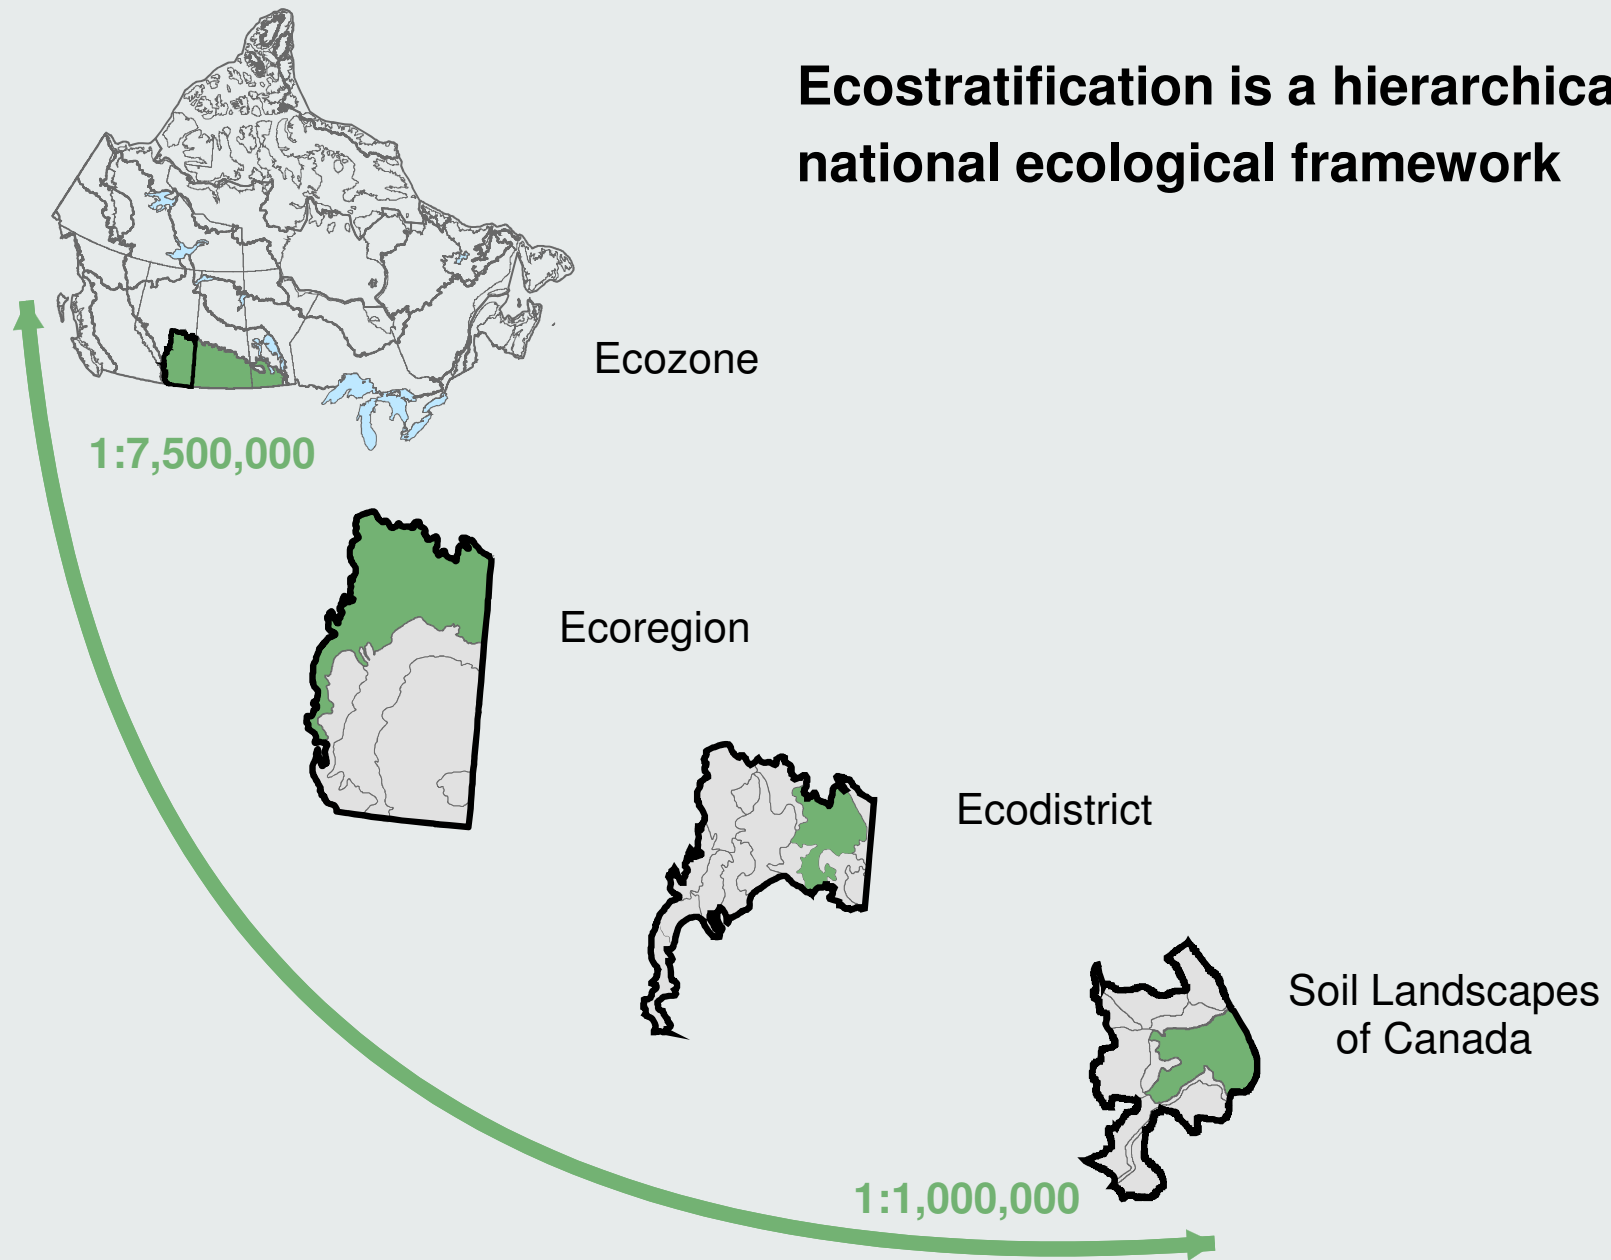 Ecostratification is a hierarchica
national ecological framework
Ecozone
1:7,500,000
Ecoregion
Ecodistrict
Soil Landscapes
of Canada
1:1,000,000